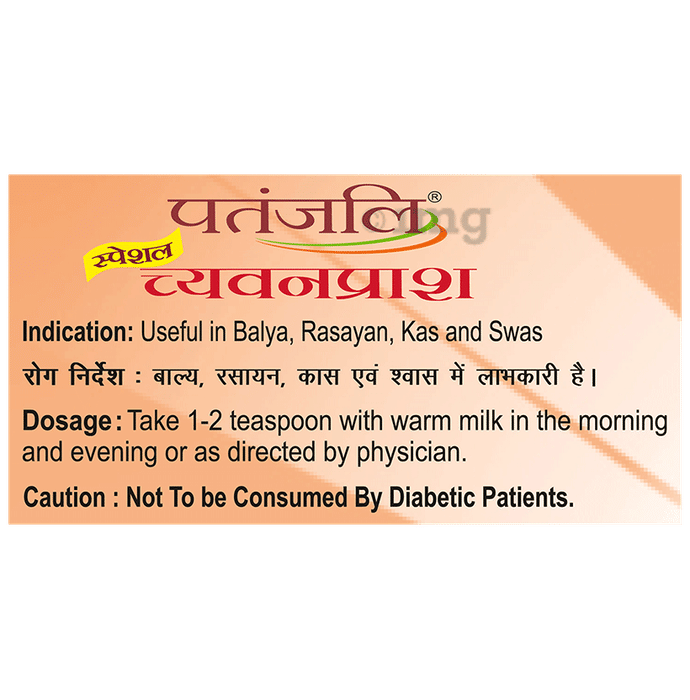 पतंजलि®
1mg
स्पेशल
च्यवनप्राश
Indication: Useful in Balya, Rasayan, Kas and Swas
रोग निर्देश : बाल्य, रसायन, कास एवं श्वास में लाभकारी है।
Dosage: Take 1-2 teaspoon with warm milk in the morning
and evening or as directed by physician.
Caution : Not To be Consumed By Diabetic Patients.